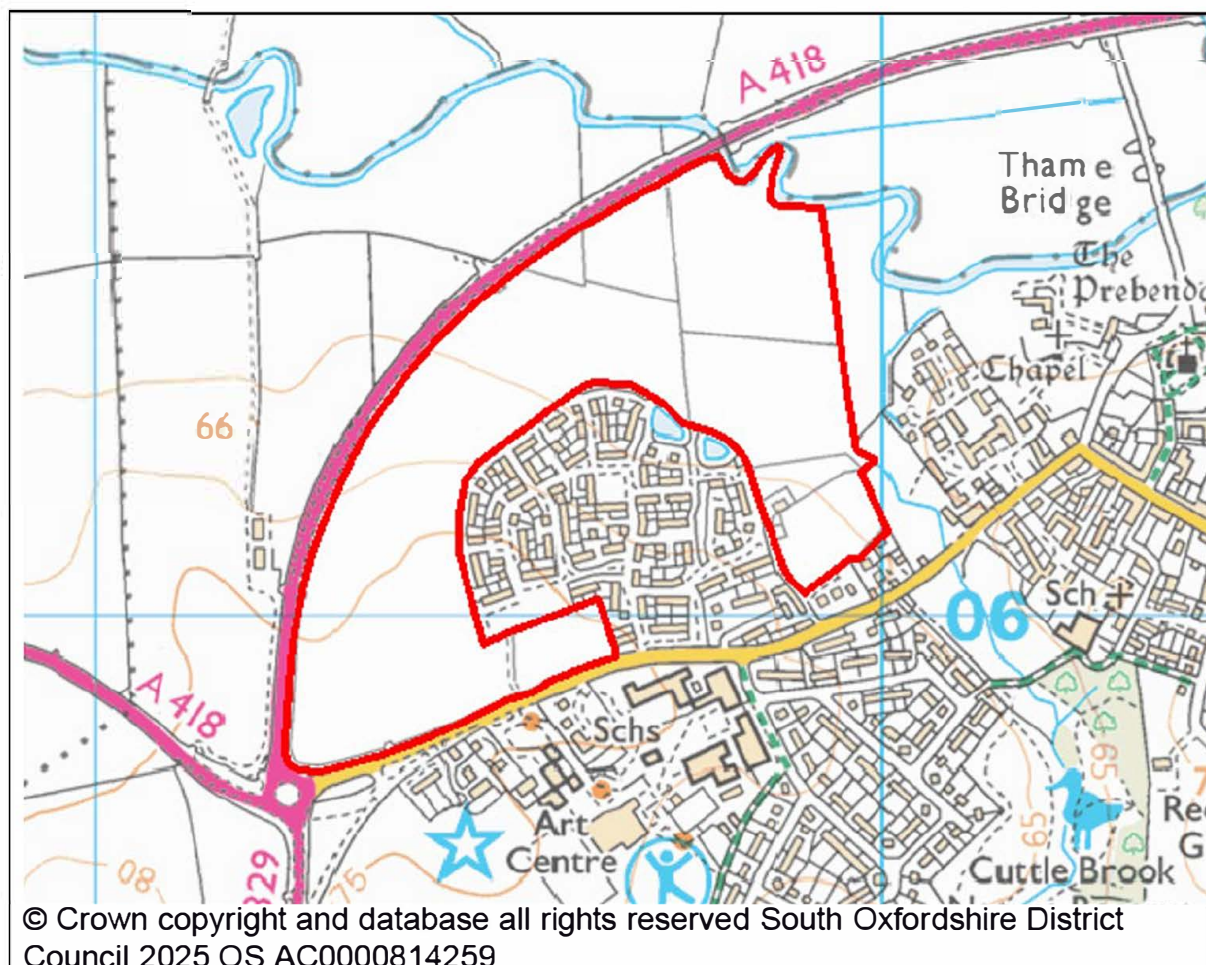 A 418
Tham e
Brid ge
The
Prebend
Chapel
66
06
Sch
A 418
Schs
65
Art
Centre
65
Cuttle Brook
80
75
© Crown copyright and database all rights reserved South Oxfordshire District
Council 2025 OS AC0000814259